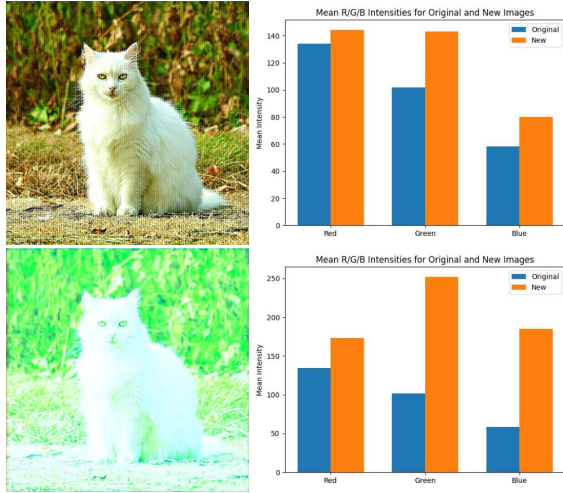 Mean R/G/B Intensities for Original and New Images
Original
New
140
120
100
80
60
40
20
0
Mean Intensity
Red Green Blue
Mean R/G/B Intensities for Original and New Images
Original
New
250
200
150
100
50
0
Mean Intensity
Red Green Blue